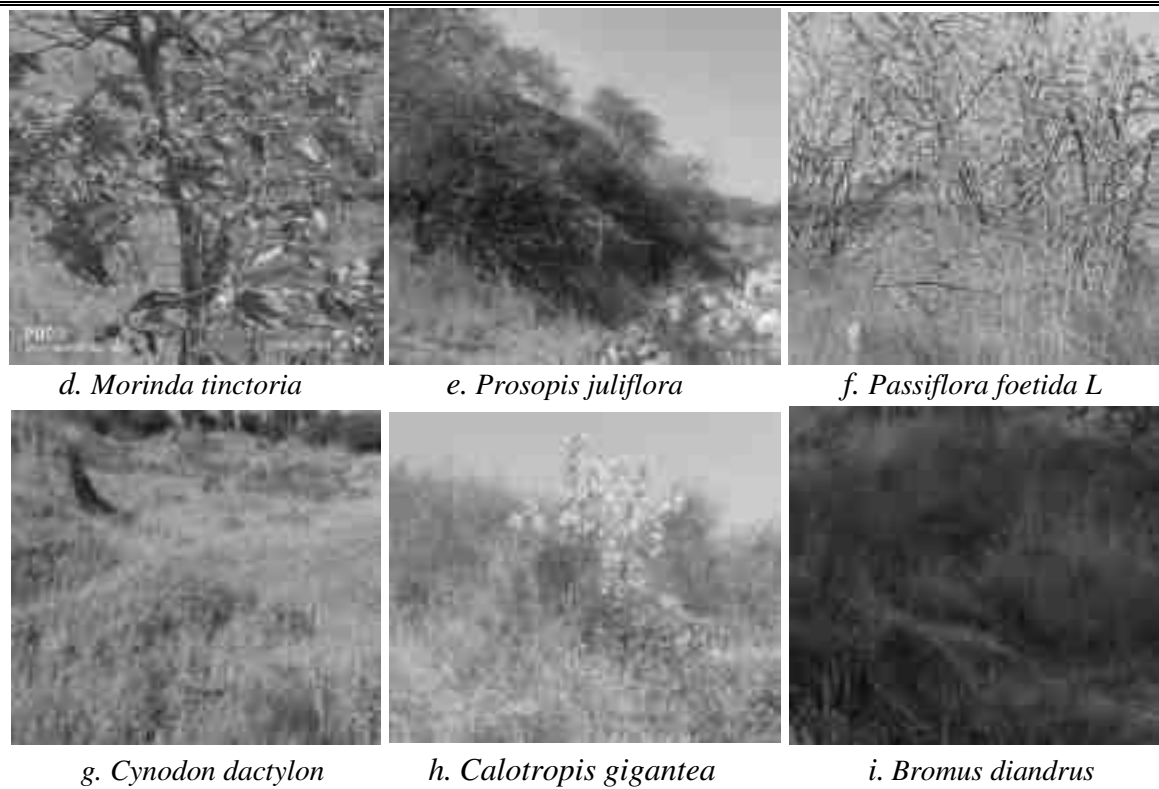 d. Morinda tinctoria
e. Prosopis juliflora
f. Passiflora foetida L
g. Cynodon dactylon
h. Calotropis gigantea
i. Bromus diandrus